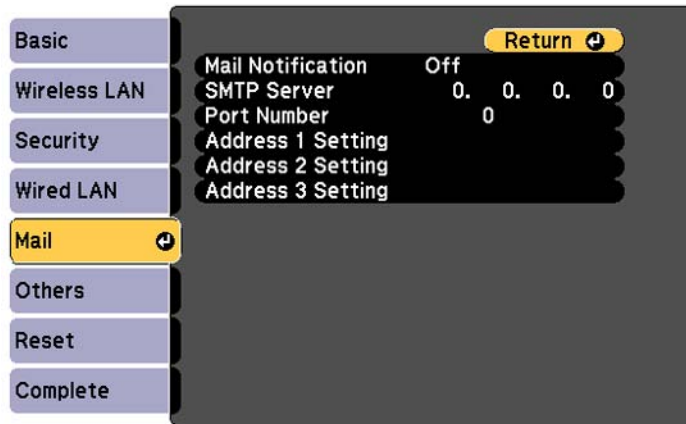 Basic
Wireless LAN
Security
Wired LAN
Mail
Others
Reset
Complete
Return
Mail Notification Off
SMTP Server 0. 0. 0. 0
Port Number 0
Address 1 Setting
Address 2 Setting
Address 3 Setting